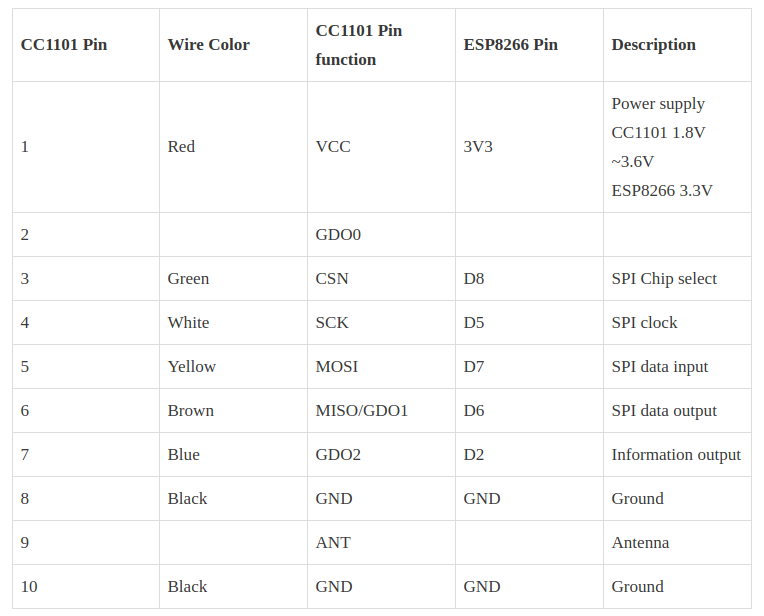 CC1101 Pin Wire Color CC1101 Pin function ESP8266 Pin Description
1 Red VCC 3V3 Power supply
CC1101 1.8V
~3.6V
ESP8266 3.3V
2 GDO0
3 Green CSN D8 SPI Chip select
4 White SCK D5 SPI clock
5 Yellow MOSI D7 SPI data input
6 Brown MISO/GDO1 D6 SPI data output
7 Blue GDO2 D2 Information output
8 Black GND GND Ground
9 ANT Antenna
10 Black GND GND Ground